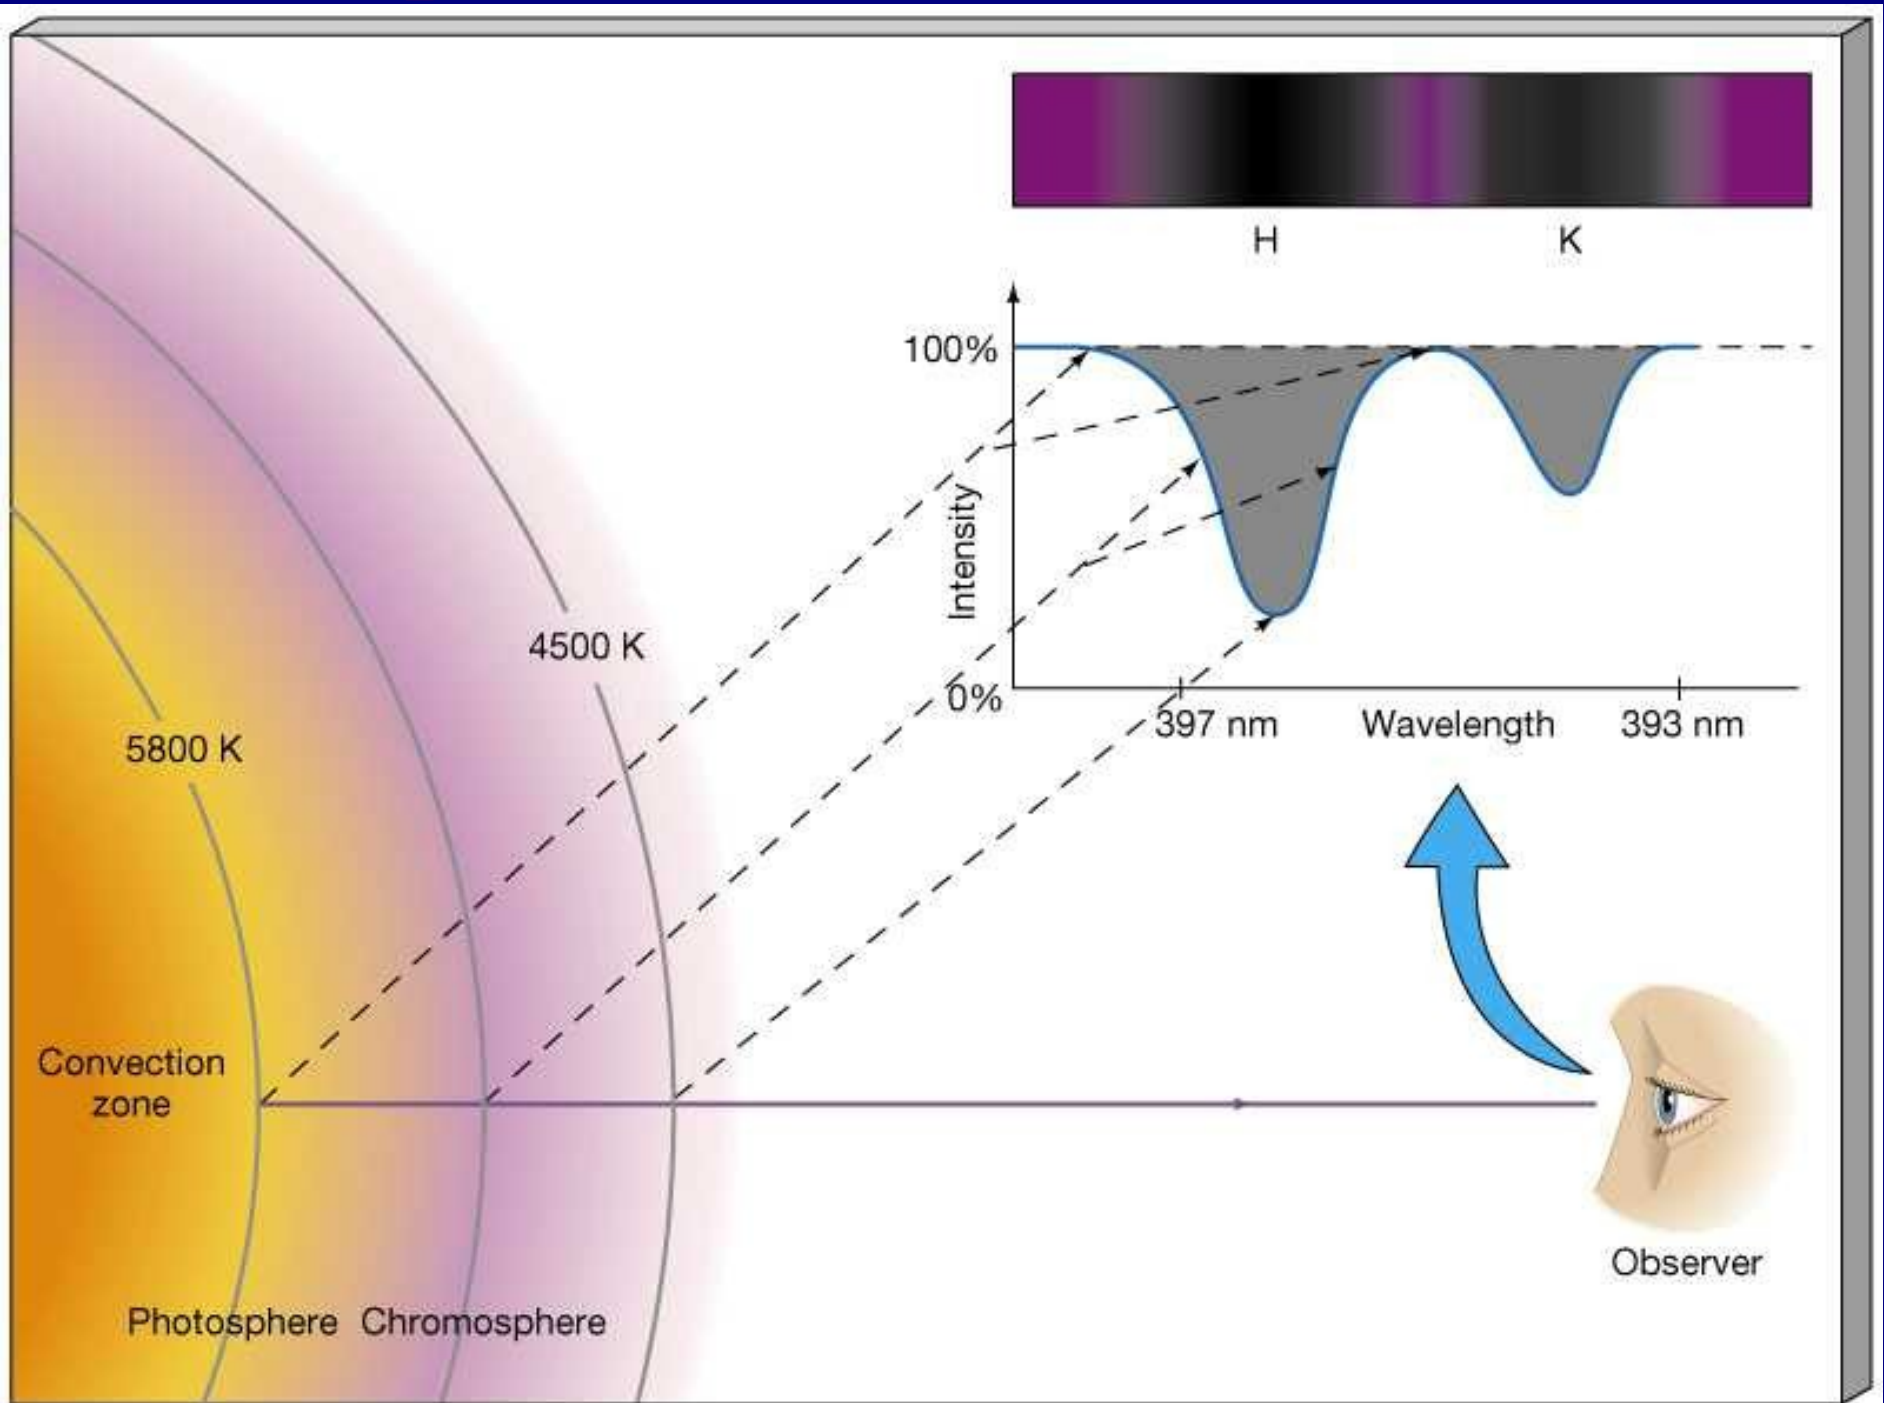 H
K
100%
Intensity
0%
397 nm
Wavelength
393 nm
4500 K
5800 K
Convection
zone
Photosphere
Chromosphere
Observer